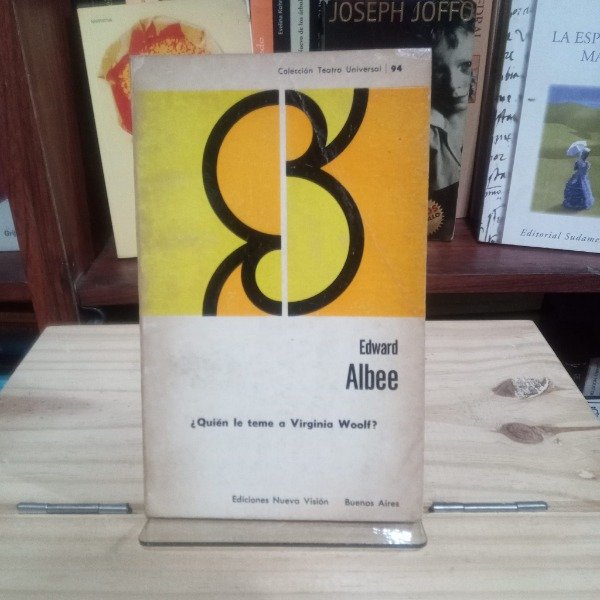 JOSEPH JOFFO
LA ESP
MA
Colección Teatro Universal | 94
Editorial Sudame
Edward
Albee
¿Quién le teme a Virginia Woolf?
Ediciones Nueva Visión Buenos Aires